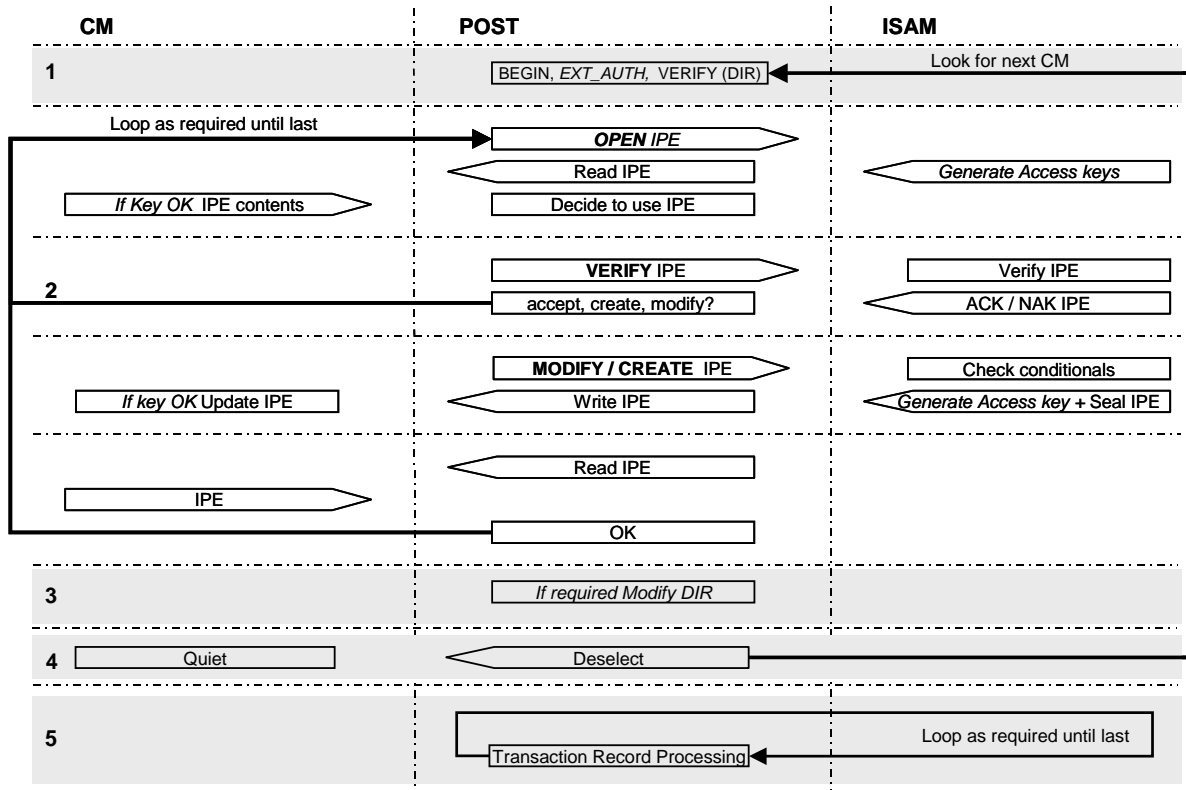 CM POST ISAM
1 BEGIN, EXT_AUTH, VERIFY (DIR) Look for next CM
Loop as required until last OPEN IPE
Read IPE Generate Access keys
If Key OK IPE contents Decide to use IPE
VERIFY IPE Verify IPE
2 accept, create, modify? ACK / NAK IPE
MODIFY / CREATE IPE Check conditionals
If key OK Update IPE Write IPE Generate Access key + Seal IPE
Read IPE
IPE
OK
3 If required Modify DIR
4 Quiet Deselect
5 Loop as required until last
Transaction Record Processing